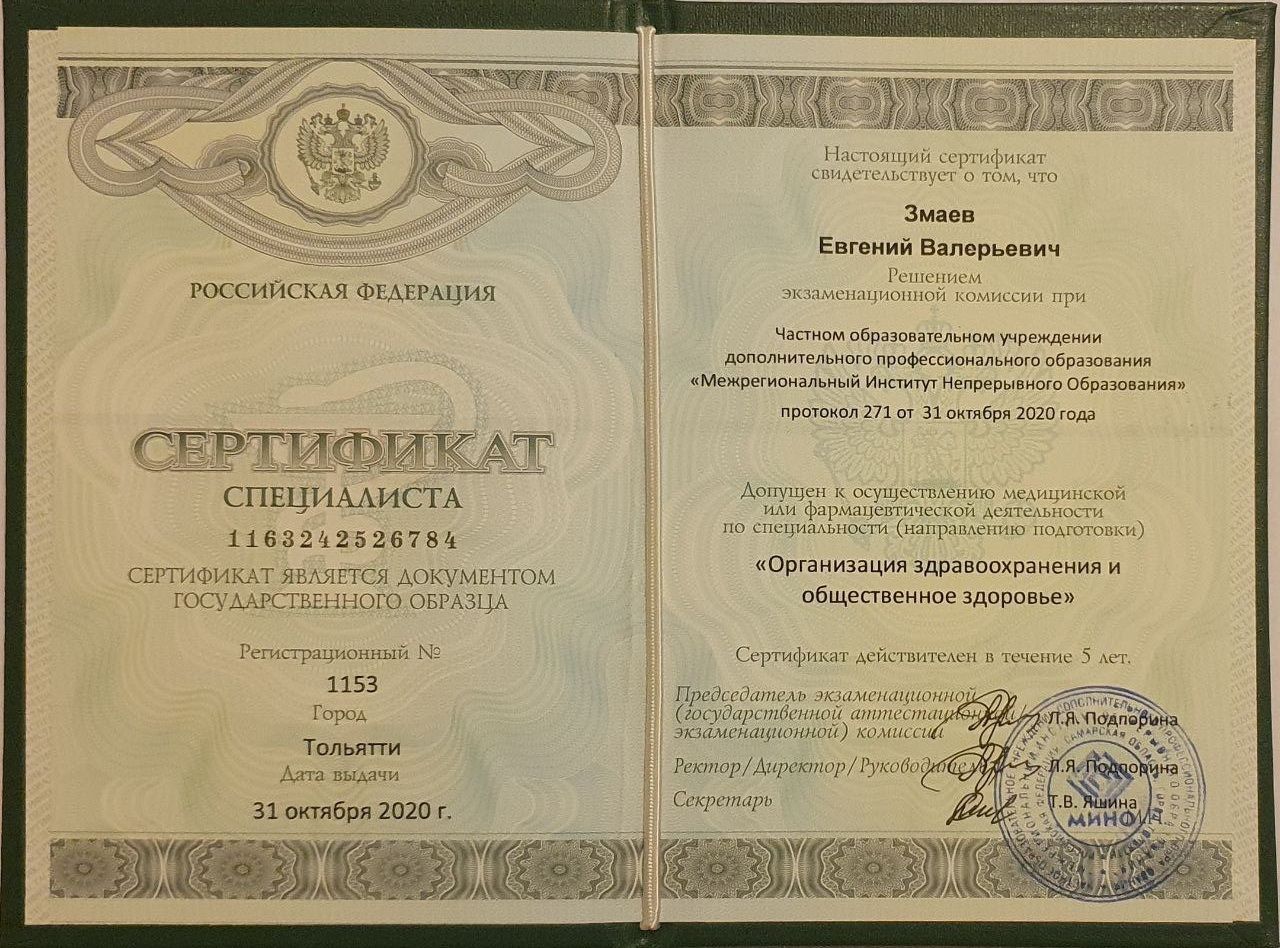 РОССИЙСКАЯ ФЕДЕРАЦИЯ
СЕРТИФИКАТ
СПЕЦИАЛИСТА
1163242526784
СЕРТИФИКАТ ЯВЛЯЕТСЯ ДОКУМЕНТОМ
ГОСУДАРСТВЕННОГО ОБРАЗЦА
Регистрационный №
1153
Город
Тольятти
Дата выдачи
31 октября 2020 г.
Настоящий сертификат
свидетельствует о том, что
Змаев
Евгений Валерьевич
Решением
экзаменационной комиссии при
Частном образовательном учреждении
дополнительного профессионального образования
«Межрегиональный Институт Непрерывного Образования»
протокол 271 от 31 октября 2020 года
Допущен к осуществлению медицинской
или фармацевтической деятельности
по специальности (направлению подготовки)
«Организация здравоохранения и
общественное здоровье»
Сертификат действителен в течение 5 лет.
Председатель экзаменационной
(государственной аттестационной/
экзаменационной) комиссии
Л.Я. Подпорина
Ректор/Директор/Руководитель
Л.Я. Подпорина
Секретарь
Т.В. Яшина
МИНО